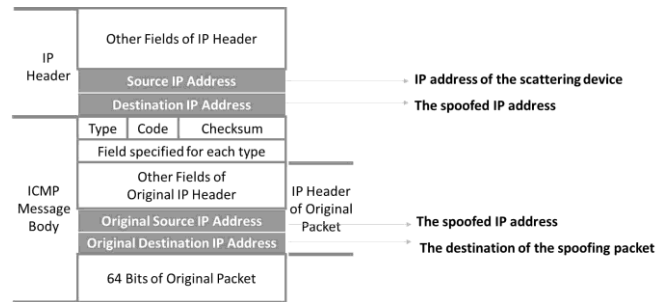 Other Fields of IP Header
IP
Header
Source IP Address
IP address of the scattering device
Destination IP Address
The spoofed IP address
Type Code Checksum
Field specified for each type
ICMP
Message
Body
Other Fields of
Original IP Header
IP Header
of Original
Packet
Original Source IP Address
The spoofed IP address
Original Destination IP Address
The destination of the spoofing packet
64 Bits of Original Packet